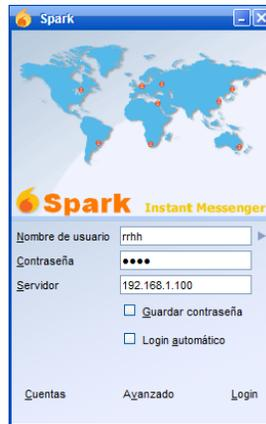 Spark
Spark Instant Messenger
Nombre de usuario rrhh
Contraseña ••••
Servidor 192.168.1.100
Guardar contraseña
Login automático
Cuentas Avanzado Login